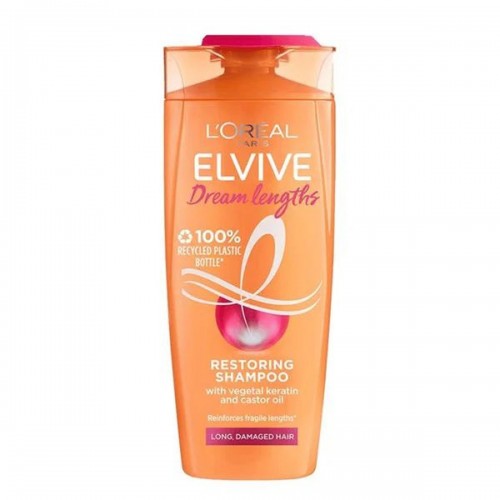 L'ORÉAL
PARIS
ELVIVE
Dream lengths
100%
RECYCLED PLASTIC
BOTTLE*
RESTORING
SHAMPOO
with vegetal keratin
and castor oil
Reinforces fragile lengths*
LONG, DAMAGED HAIR